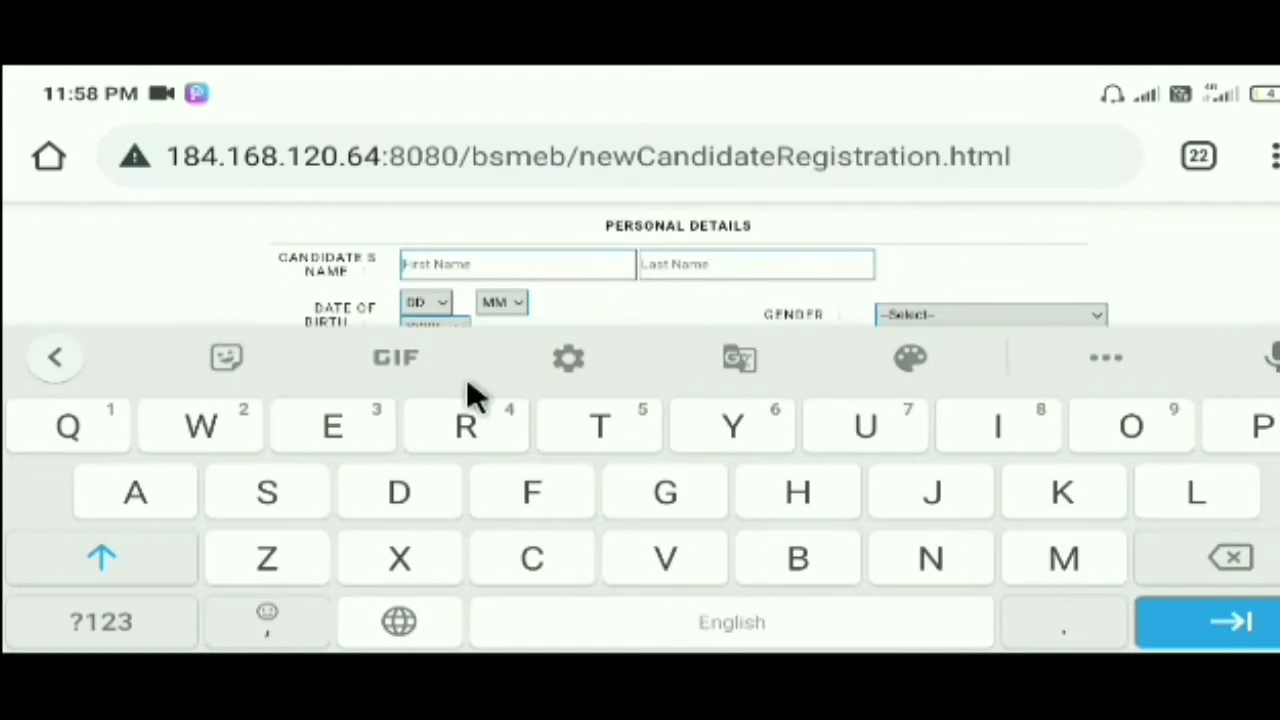 11:58 PM
4G 4
184.168.120.64:8080/bsmeb/newCandidateRegistration.html 22
PERSONAL DETAILS
CANDIDATE S First Name Last Name
NAME :
DATE OF DD MM GENDER : --Select--
BIRTH :
GIF
Q 1 W 2 E 3 R 4 T 5 Y 6 U 7 I 8 O 9 P
A S D F G H J K L
Z X C V B N M
?123 , English .